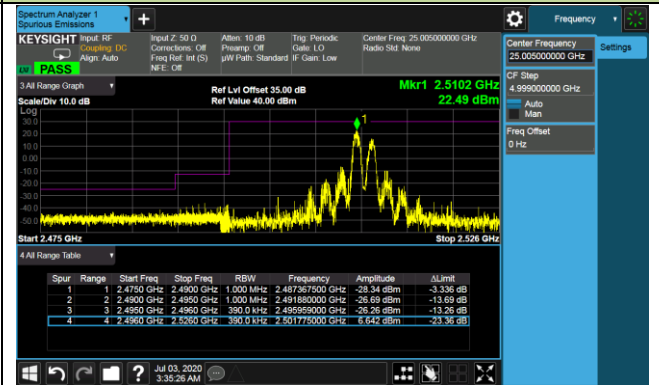 Spectrum Analyzer 1
Spurious Emissions
Frequency
KEYSIGHT Input: RF Input Z: 50 Ω Atten: 10 dB Trig: Periodic Center Freq: 25.005000000 GHz
Coupling: DC Corrections: Off Preamp: Off Gate: LO Radio Std: None
Align: Auto Freq Ref: Int (S) µW Path: Standard IF Gain: Low
PASS NFE: Off
Center Frequency
25.005000000 GHz
Settings
CF Step
4.999000000 GHz
Auto
Man
Freq Offset
0 Hz
3 All Range Graph
Ref Lvl Offset 35.00 dB Mkr1 2.5102 GHz
Scale/Div 10.0 dB Ref Value 40.00 dBm 22.49 dBm
Log
30.0
20.0
10.0
0.00
-10.0
-20.0
-30.0
-40.0
-50.0
1
Start 2.475 GHz Stop 2.526 GHz
4 All Range Table
Spur Range Start Freq Stop Freq RBW Frequency Amplitude ΔLimit
1 1 2.4750 GHz 2.4900 GHz 1.000 MHz 2.487367500 GHz -28.34 dBm -3.336 dB
2 2 2.4900 GHz 2.4950 GHz 1.000 MHz 2.491880000 GHz -26.69 dBm -13.69 dB
3 3 2.4950 GHz 2.4960 GHz 390.0 kHz 2.495959000 GHz -26.26 dBm -13.26 dB
4 4 2.4960 GHz 2.5260 GHz 390.0 kHz 2.501775000 GHz 6.642 dBm -23.36 dB
Jul 03, 2020
3:35:26 AM